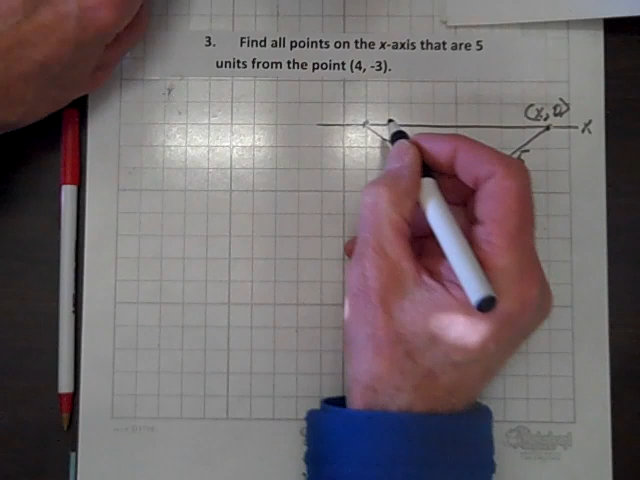 3. Find all points on the x-axis that are 5
units from the point (4, -3).
(x, 0)
x
5